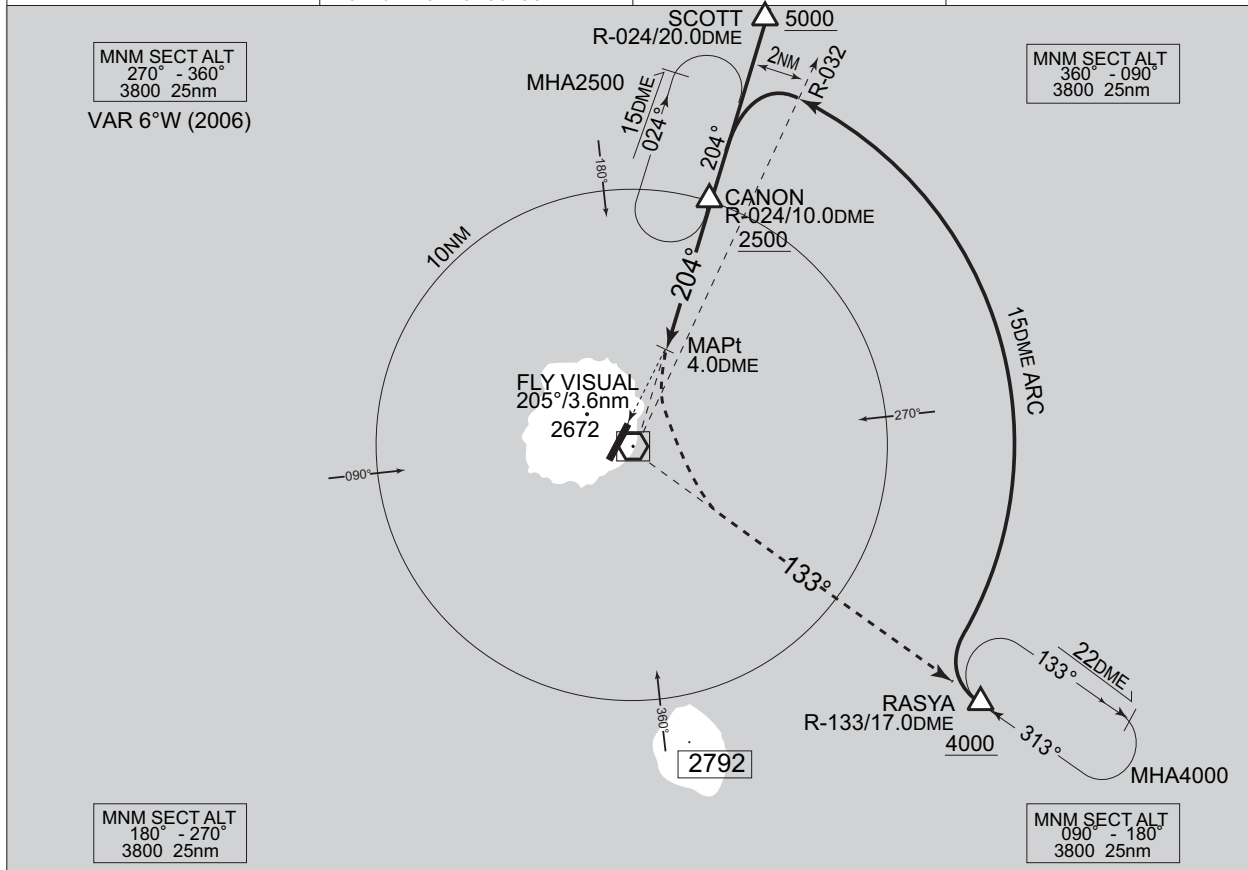 SCOTT
R-024/20.0DME
5000
MNM SECT ALT
270° - 360°
3800 25nm
VAR 6°W (2006)
MHA2500
15DME
024°
2NM
R-032
MNM SECT ALT
360° - 090°
3800 25nm
204°
180°
CANON
R-024/10.0DME
2500
10NM
204°
15DME ARC
MAPt
4.0DME
FLY VISUAL
205°/3.6nm
2672
270°
090°
133°
360°
RASYA
R-133/17.0DME
4000
22DME
133°
313°
MHA4000
2792
MNM SECT ALT
180° - 270°
3800 25nm
MNM SECT ALT
090° - 180°
3800 25nm